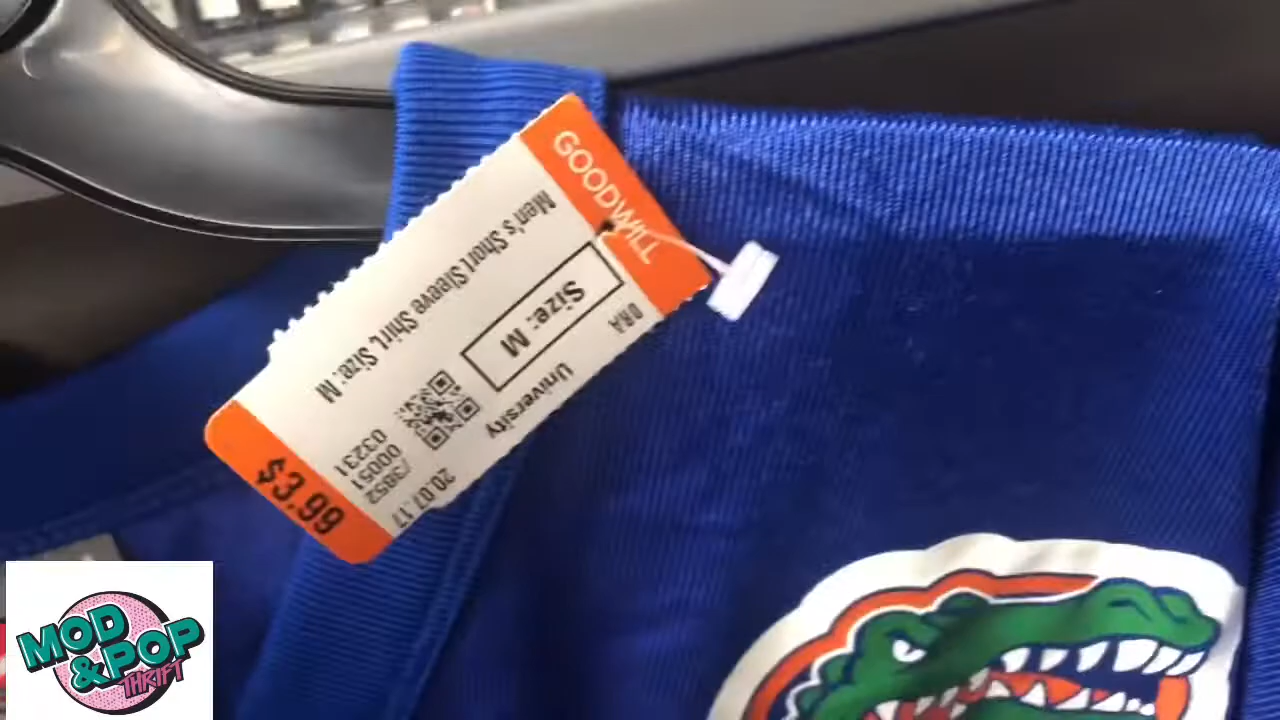 GOODWILL
Men's Short Sleeve Shirt, Size: M
Size: M
ORA
University
20.07.17
/3852
00051
03231
$3.99
MOD
& POP
THRIFT